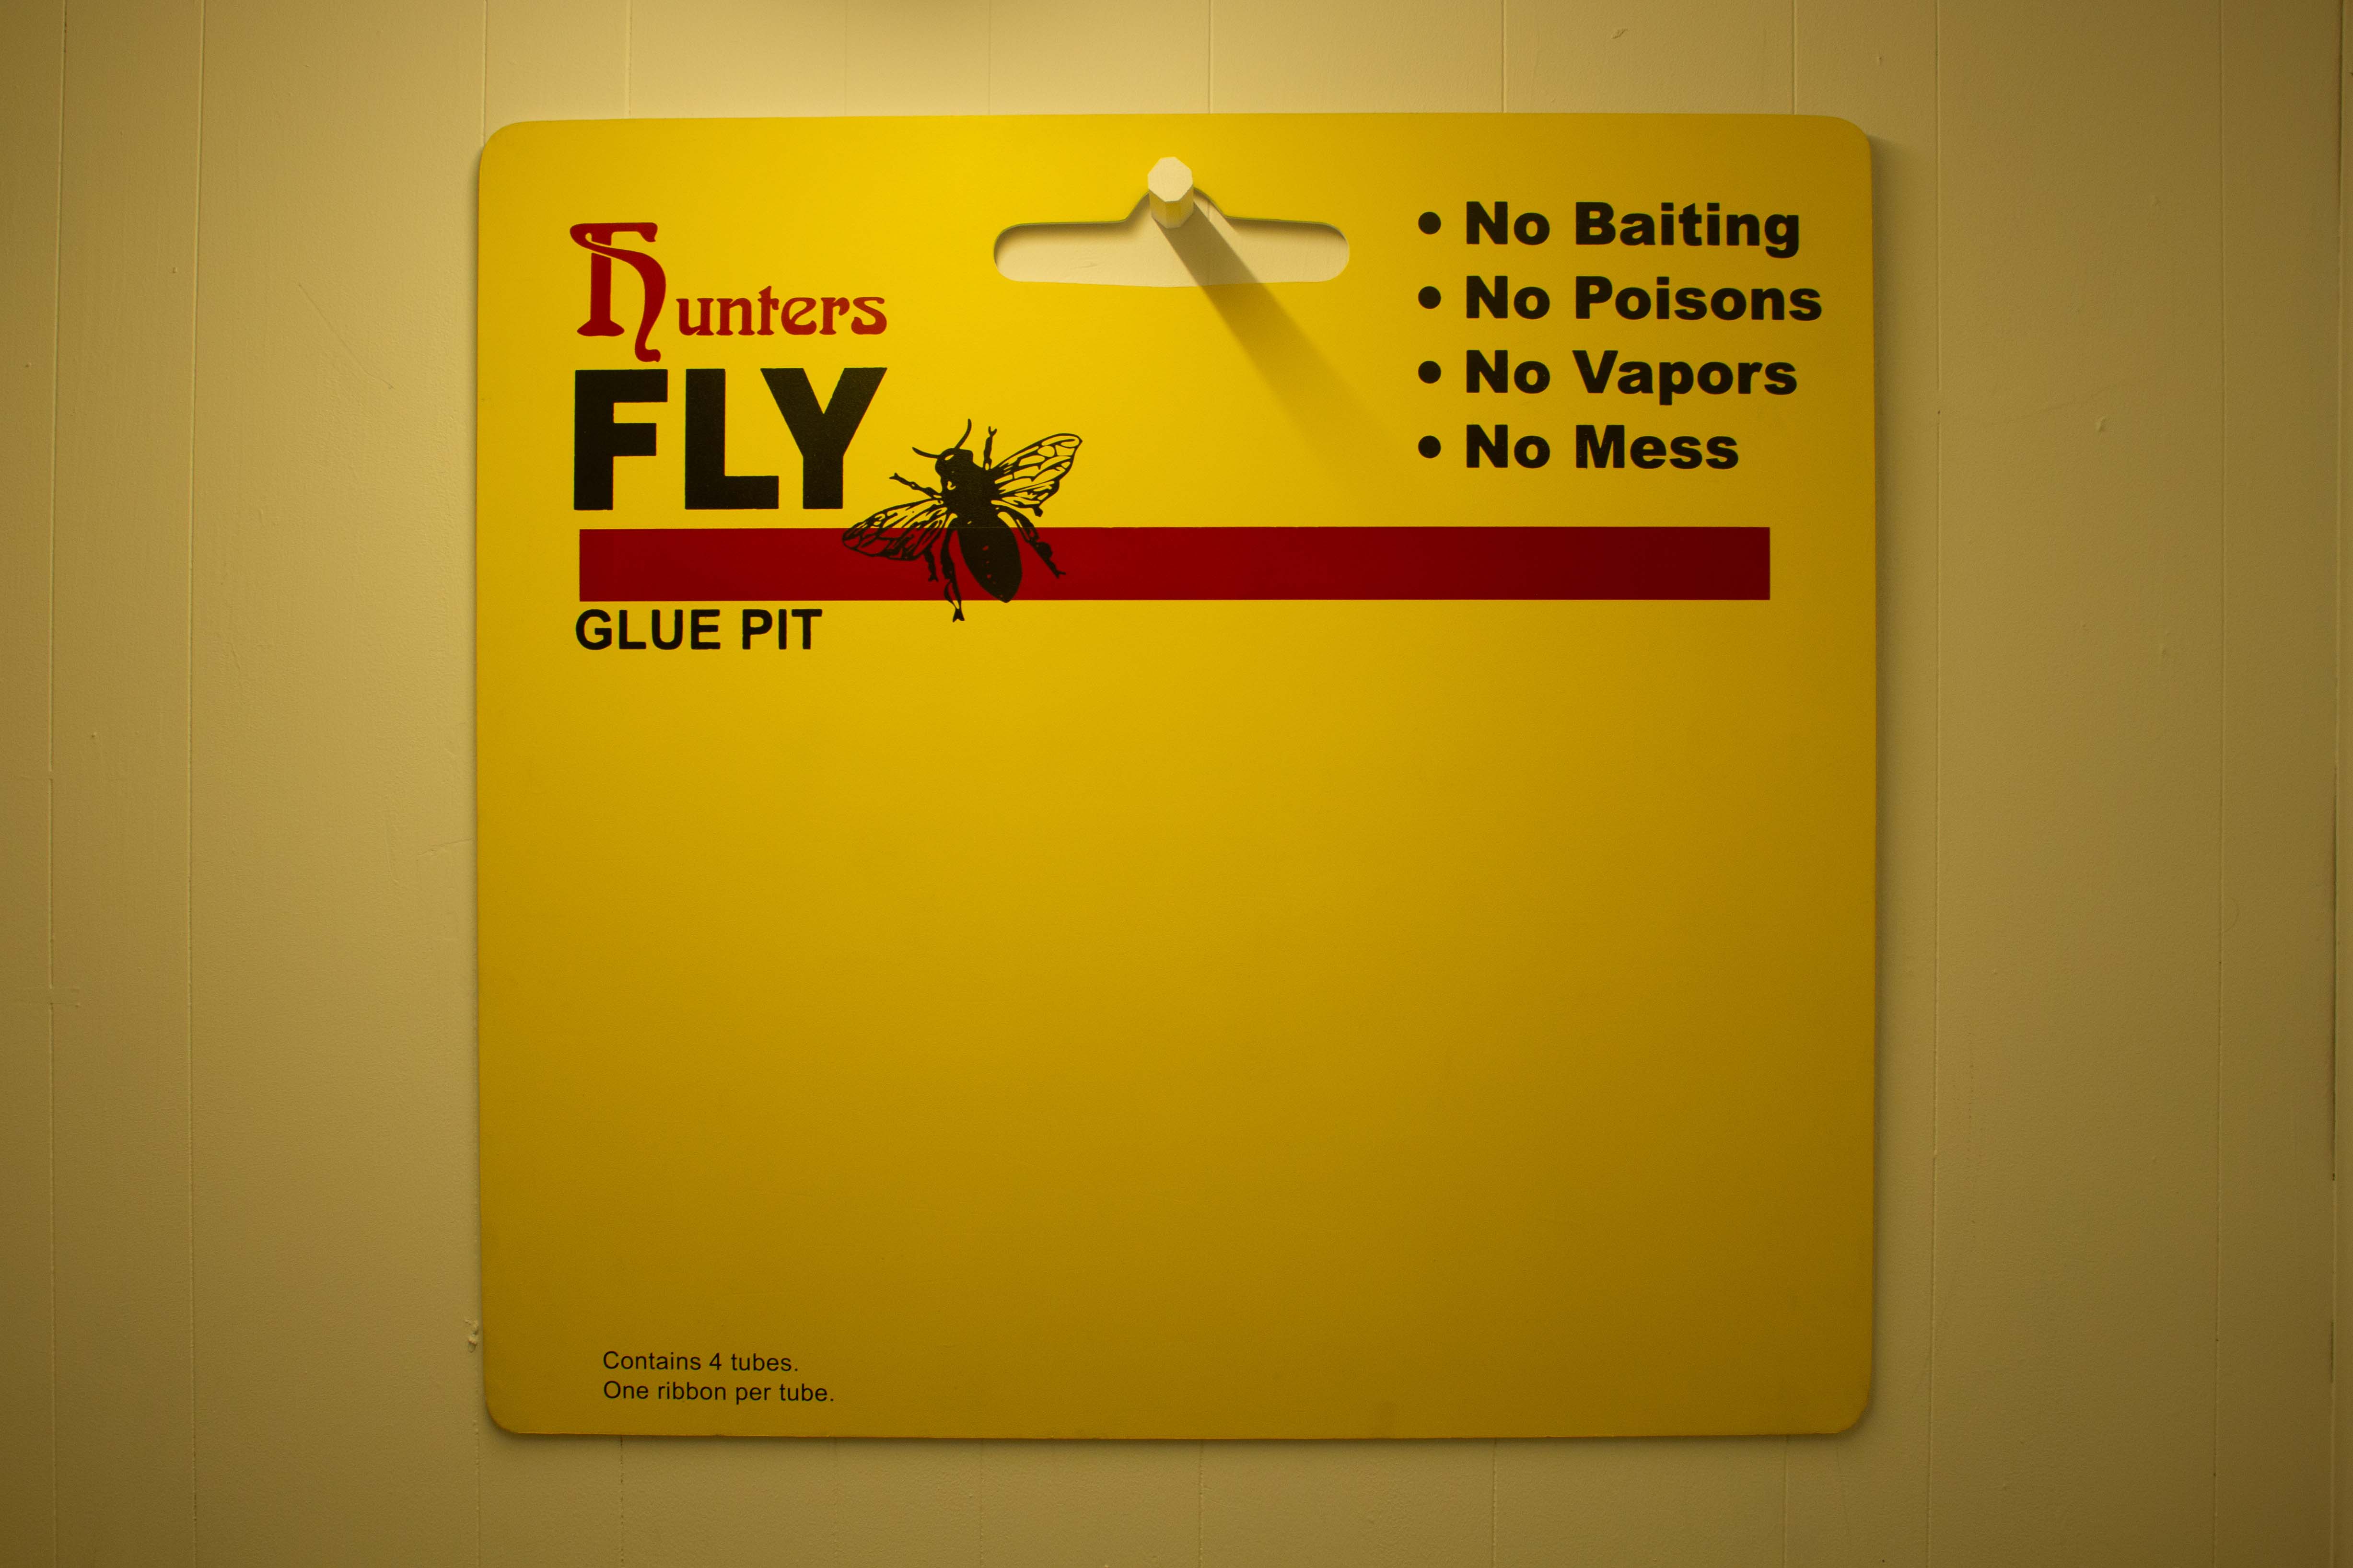 Hunters
FLY
GLUE PIT
• No Baiting
• No Poisons
• No Vapors
• No Mess
Contains 4 tubes.
One ribbon per tube.